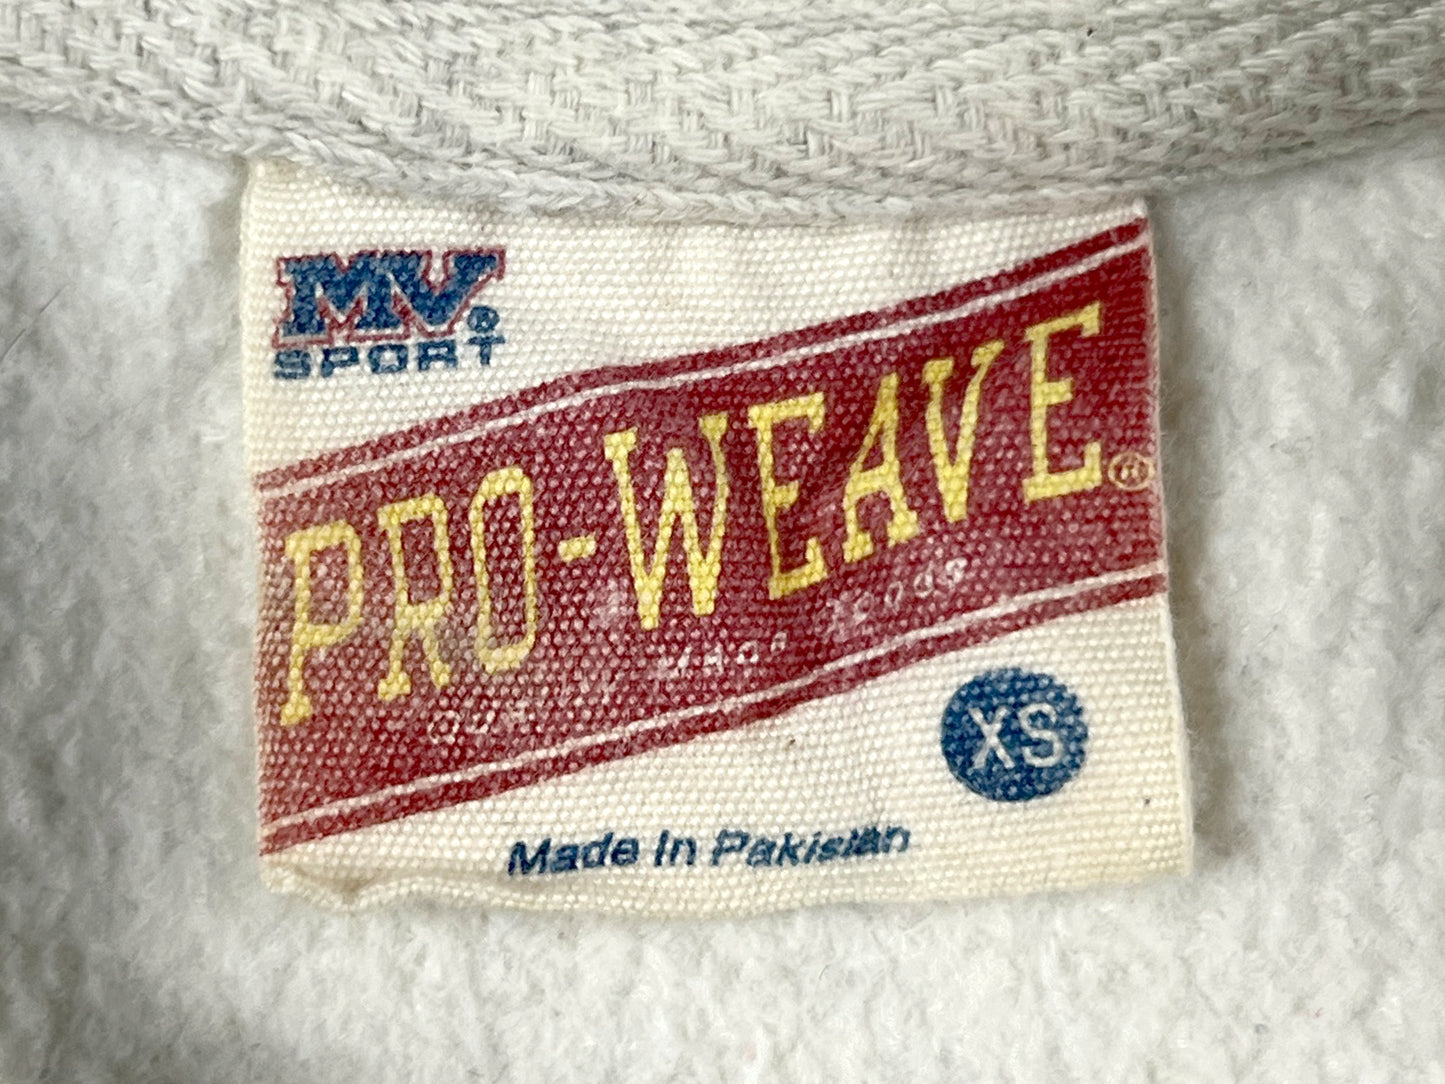 MV®
SPORT
PRO-WEAVE®
XS
Made In Pakistan